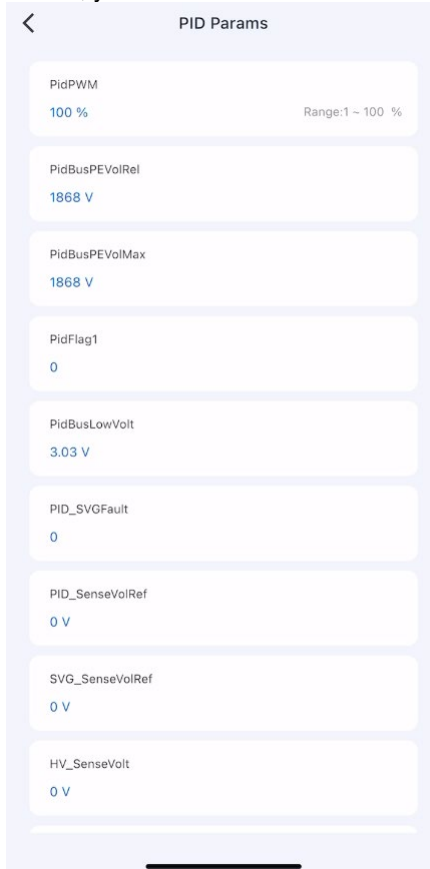 PID Params
PidPWM
100 %
Range:1 ~ 100 %
PidBusPEVolRel
1868 V
PidBusPEVolMax
1868 V
PidFlag1
0
PidBusLowVolt
3.03 V
PID_SVGFault
0
PID_SenseVolRef
0 V
SVG_SenseVolRef
0 V
HV_SenseVolt
0 V